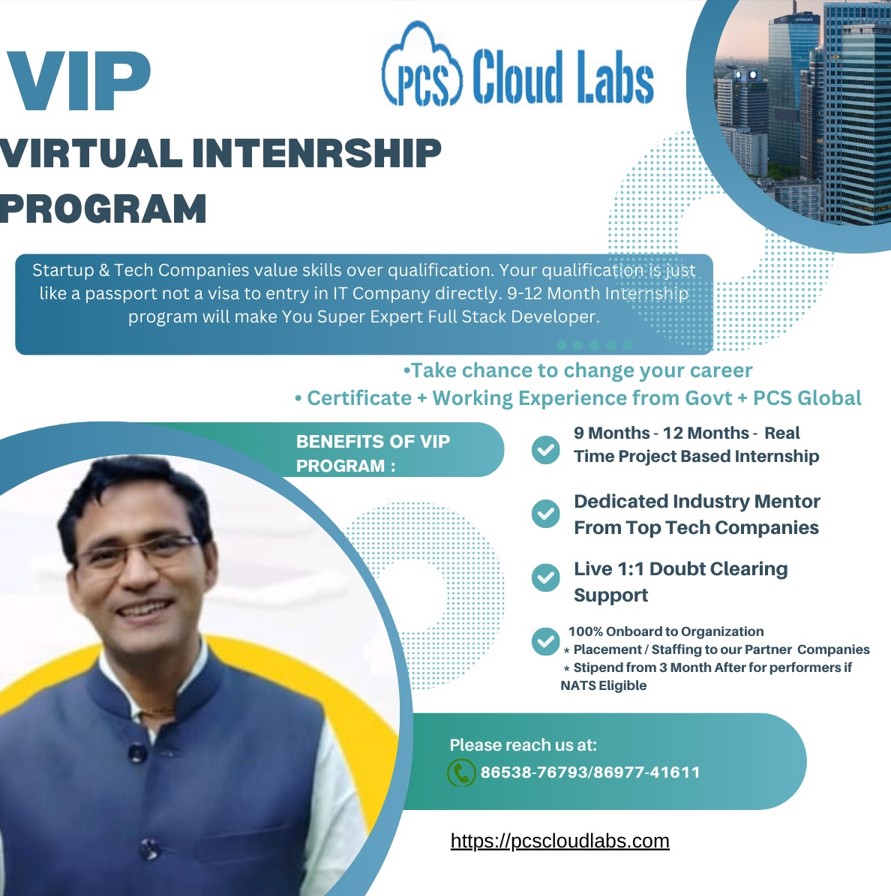 VIP
PCS Cloud Labs
VIRTUAL INTENRSHIP
PROGRAM
Startup & Tech Companies value skills over qualification. Your qualification is just
like a passport not a visa to entry in IT Company directly. 9-12 Month Internship
program will make You Super Expert Full Stack Developer.
•Take chance to change your career
• Certificate + Working Experience from Govt + PCS Global
BENEFITS OF VIP
PROGRAM :
9 Months - 12 Months - Real
Time Project Based Internship
Dedicated Industry Mentor
From Top Tech Companies
Live 1:1 Doubt Clearing
Support
100% Onboard to Organization
* Placement / Staffing to our Partner Companies
* Stipend from 3 Month After for performers if
NATS Eligible
Please reach us at:
86538-76793/86977-41611
https://pcscloudlabs.com